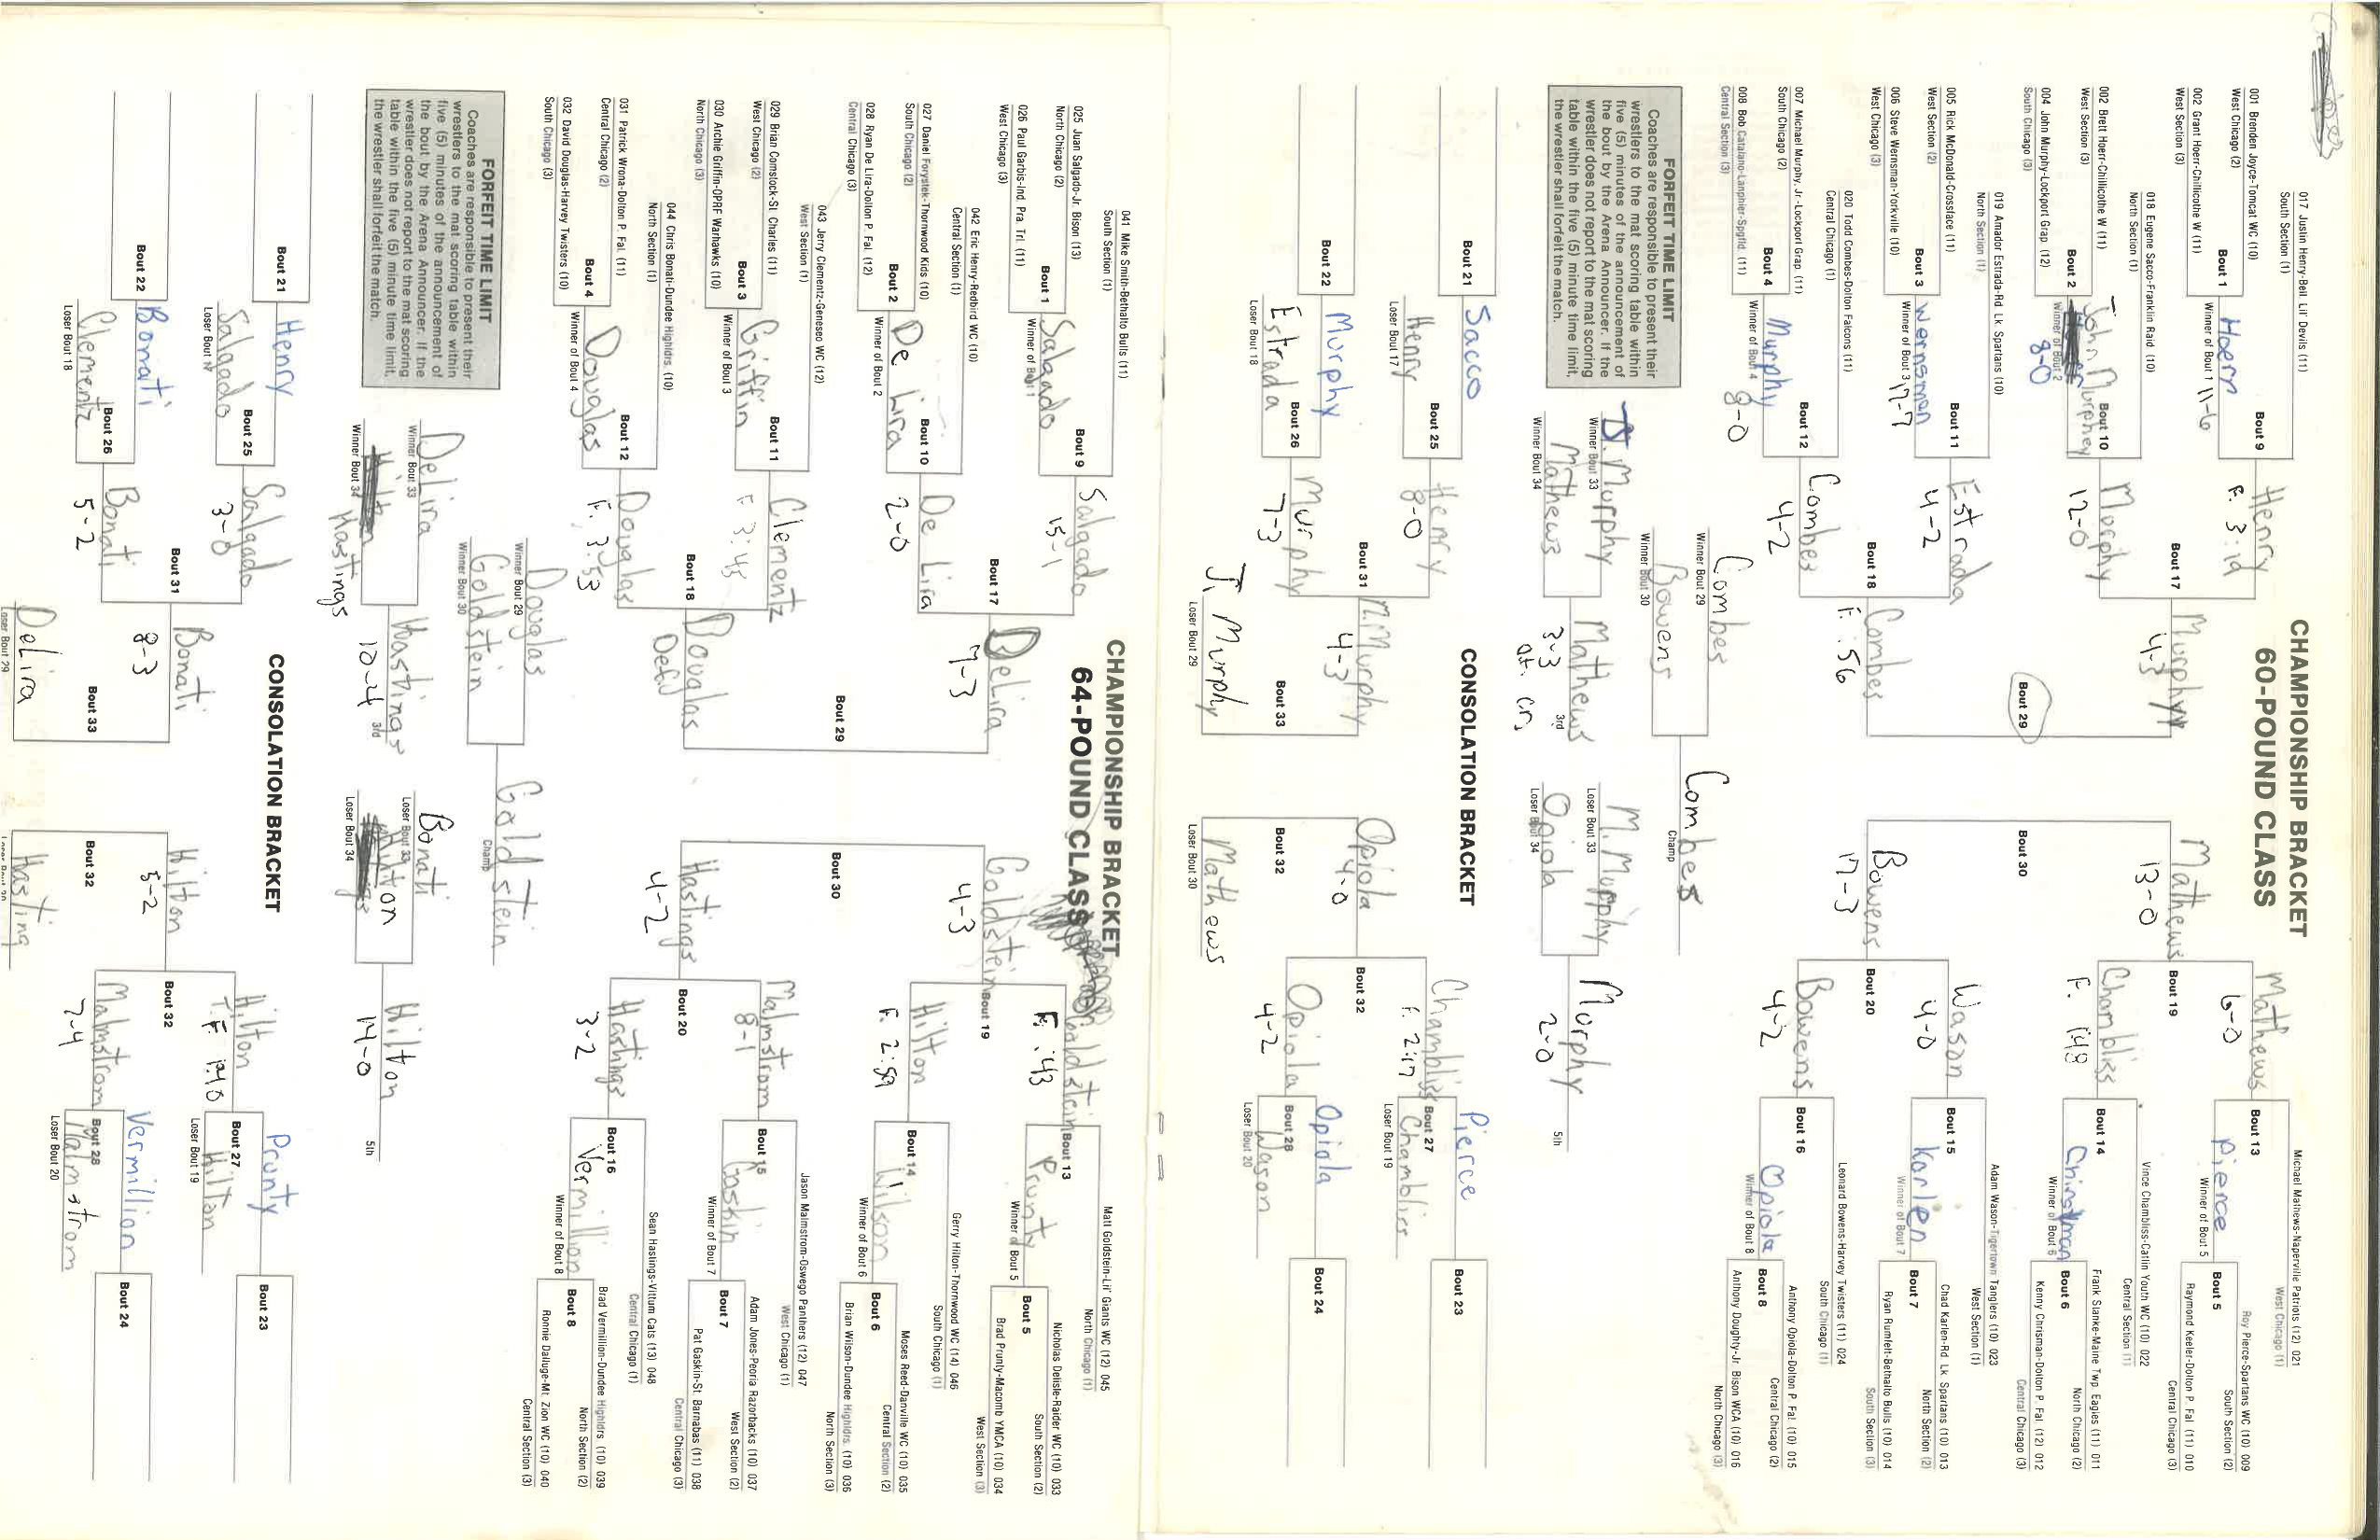 CHAMPIONSHIP BRACKET
60-POUND CLASS
017 Justin Henry-Bell. Lil' Devils (11)
South Section (1)
001 Brenden Joyce-Tomcat WC (10)
West Chicago (2)
Bout 1
002 Grant Hoerr-Chillicothe W (11)
West Section (3)
Hoerr
Winner of Bout 1
11-6
Bout 9
Henry
F. 3:12
018 Eugene Sacco-Franklin Raid (10)
North Section (1)
002 Brett Hoerr-Chillicothe W (11)
West Section (3)
Bout 2
004 John Murphy-Lockport Grap (12)
South Chicago (3)
John Murphey
Winner of Bout 2
8-0
Bout 10
Murphy
12-0
Bout 17
Murphy
4-3
019 Amador Estrada-Rd Lk Spartans (10)
North Section (1)
005 Rick McDonald-Crossface (11)
West Section (2)
Bout 3
006 Steve Wernsman-Yorkville (10)
West Chicago (3)
Wernsman
Winner of Bout 3
17-7
Bout 11
Estrada
4-2
020 Todd Combes-Dolton Falcons (11)
Central Chicago (1)
007 Michael Murphy, Jr-Lockport Grap (11)
South Chicago (2)
Bout 4
008 Bob Catalano-Lanphier-Spgfld. (11)
Central Section (3)
Murphy
Winner of Bout 4
8-0
Bout 12
Combes
4-2
Bout 18
Combes
F. :56
Bout 29
Michael Mathews-Naperville Patriots (12) 021
West Chicago (1)
Roy Pierce-Spartans WC (10) 009
South Section (2)
Bout 5
Raymond Keeler-Dolton P. Fal (11) 010
Central Chicago (3)
Pierce
Winner of Bout 5
Bout 13
Mathews
6-0
Vince Chambliss-Catlin Youth WC (10) 022
Central Section (1)
Frank Stanke-Maine Twp. Eagles (11) 011
North Chicago (2)
Bout 6
Kenny Chrisman-Dolton P. Fal (12) 012
Central Chicago (3)
Winner of Bout 6
Bout 14
Chambliss
F. 1:48
Bout 19
Mathews
13-0
Adam Wason-Tigertown Tanglers (10) 023
West Section (1)
Chad Karlen-Rd. Lk. Spartans (10) 013
North Section (2)
Bout 7
Ryan Rumfelt-Bethalto Bulls (10) 014
South Section (3)
Karlen
Winner of Bout 7
Bout 15
Wason
4-0
Leonard Bowens-Harvey Twisters (11) 024
South Chicago (1)
Anthony Opiola-Dolton P. Fal. (10) 015
Central Chicago (2)
Bout 8
Anthony Doughty-Jr. Bison WCA (10) 016
North Chicago (3)
Opiola
Winner of Bout 8
Bout 16
Bowens
4-2
Bout 20
Bowens
17-3
Bout 30
Combes
Winner Bout 29
Bowens
Winner Bout 30
Combes
Champ
FORFEIT TIME LIMIT
Coaches are responsible to present their
wrestlers to the mat scoring table within
five (5) minutes of the announcement of
the bout by the Arena Announcer. If the
wrestler does not report to the mat scoring
table within the five (5) minute time limit,
the wrestler shall forfeit the match.
J. Murphy
Winner Bout 33
Mathews
Winner Bout 34
Mathews
3-3
3rd
M. Murphy
Loser Bout 33
Opiola
Loser Bout 34
Murphy
2-0
5th
CONSOLATION BRACKET
Bout 21
Sacco
Henry
Loser Bout 17
Bout 25
Henry
8-0
Bout 22
Murphy
Estrada
Loser Bout 18
Bout 26
Murphy
7-3
Bout 31
M. Murphy
4-3
J. Murphy
Loser Bout 29
Bout 33
Bout 23
Pierce
Bout 27
Chambliss
Loser Bout 19
Chambliss
F. 2:17
Bout 24
Opiola
Bout 28
Wason
Loser Bout 20
Opiola
4-2
Bout 32
Opiola
4-0
Bout 32
Mathews
Loser Bout 30
CHAMPIONSHIP BRACKET
64-POUND CLASS
041 Mike Smith-Bethalto Bulls (11)
South Section (1)
025 Juan Salgado-Jr. Bison (13)
North Chicago (2)
Bout 1
026 Paul Garbis-Ind. Pra Trl. (11)
West Chicago (3)
Salgado
Winner of Bout 1
Bout 9
Salgado
15-1
042 Eric Henry-Redbird WC (10)
Central Section (1)
027 Daniel Forystek-Thornwood Kids (10)
South Chicago (2)
Bout 2
028 Ryan De Lira-Dolton P. Fal. (12)
Central Chicago (3)
De Lira
Winner of Bout 2
Bout 10
De Lira
2-0
Bout 17
DeLira
7-3
043 Jerry Clementz-Geneseo WC (12)
West Section (1)
029 Brian Comstock-St. Charles (11)
West Chicago (2)
Bout 3
030 Archie Griffin-OPRF Warhawks (10)
North Chicago (3)
Griffin
Winner of Bout 3
Bout 11
Clementz
F 3:45
044 Chris Bonati-Dundee Highldrs. (10)
North Section (1)
031 Patrick Wrona-Dolton P. Fal. (11)
Central Chicago (2)
Bout 4
032 David Douglas-Harvey Twisters (10)
South Chicago (3)
Douglas
Winner of Bout 4
Bout 12
Douglas
F. 3:53
Bout 18
Douglas
Def.
Bout 29
Matt Goldstein-Lil' Giants WC (12) 045
North Chicago (1)
Nicholas Delisle-Raider WC (10) 033
South Section (2)
Bout 5
Brad Prunty-Macomb YMCA (10) 034
West Section (3)
Prunty
Winner of Bout 5
Bout 13
Goldstein
F. :43
Gerry Hilton-Thornwood WC (14) 046
South Chicago (1)
Moses Reed-Danville WC (10) 035
Central Section (2)
Bout 6
Brian Wilson-Dundee Highldrs. (10) 036
North Section (3)
Wilson
Winner of Bout 6
Bout 14
Hilton
F. 2:59
Bout 19
Goldstein
4-3
Jason Malmstrom-Oswego Panthers (12) 047
West Chicago (1)
Adam Jones-Peoria Razorbacks (10) 037
West Section (2)
Bout 7
Pat Gaskin-St. Barnabas (11) 038
Central Chicago (3)
Gaskin
Winner of Bout 7
Bout 15
Malmstrom
8-1
Sean Hastings-Vittum Cats (13) 048
Central Chicago (1)
Brad Vermillion-Dundee Highldrs. (10) 039
North Section (2)
Bout 8
Ronnie Dalluge-Mt. Zion WC (10) 040
Central Section (3)
Vermillion
Winner of Bout 8
Bout 16
Hastings
3-2
Bout 20
Hastings
4-2
Bout 30
Douglas
Winner Bout 29
Goldstein
Winner Bout 30
Goldstein
Champ
FORFEIT TIME LIMIT
Coaches are responsible to present their
wrestlers to the mat scoring table within
five (5) minutes of the announcement of
the bout by the Arena Announcer. If the
wrestler does not report to the mat scoring
table within the five (5) minute time limit,
the wrestler shall forfeit the match.
DeLira
Winner Bout 33
Hastings
Winner Bout 34
Hastings
10-4
3rd
Bonati
Loser Bout 33
Hilton
Loser Bout 34
Hilton
14-0
5th
CONSOLATION BRACKET
Bout 21
Henry
Salgado
Loser Bout 17
Bout 25
Salgado
3-0
Bout 22
Bonati
Clementz
Loser Bout 18
Bout 26
Bonati
5-2
Bout 31
Bonati
8-3
DeLira
Loser Bout 29
Bout 33
Bout 23
Prunty
Bout 27
Hilton
Loser Bout 19
Hilton
Bout 24
Vermillion
Bout 28
Malmstrom
Loser Bout 20
Malmstrom
7-4
Bout 32
Hilton
5-2
Bout 32
Hasting